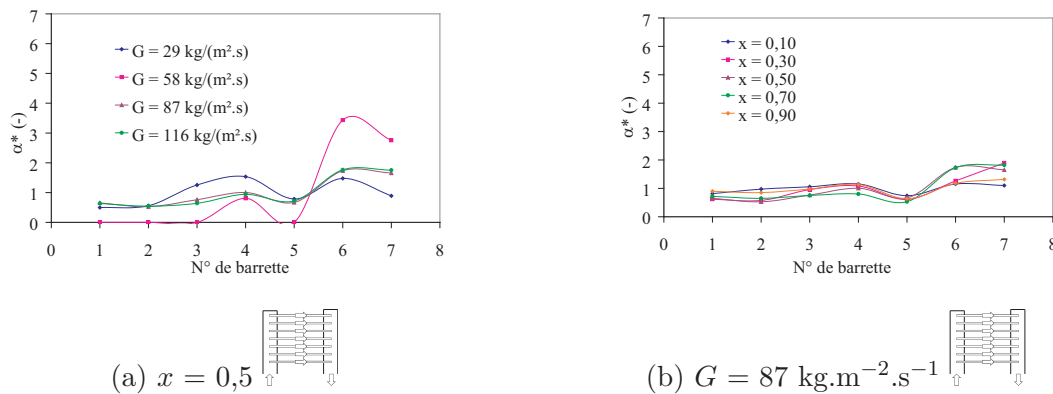 7
6
5
4
3
2
1
0
α* (-)
G = 29 kg/(m².s)
G = 58 kg/(m².s)
G = 87 kg/(m².s)
G = 116 kg/(m².s)
0 1 2 3 4 5 6 7 8
N° de barrette
(a) x = 0,5
7
6
5
4
3
2
1
0
α* (-)
x = 0,10
x = 0,30
x = 0,50
x = 0,70
x = 0,90
0 1 2 3 4 5 6 7 8
N° de barrette
(b) G = 87 kg.m⁻².s⁻¹